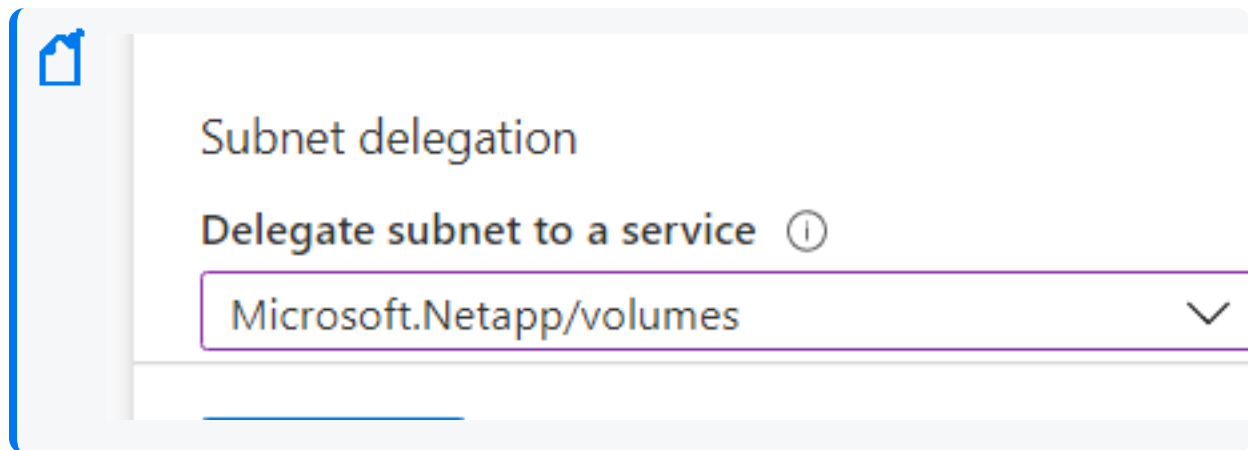 Subnet delegation
Delegate subnet to a service
Microsoft.Netapp/volumes